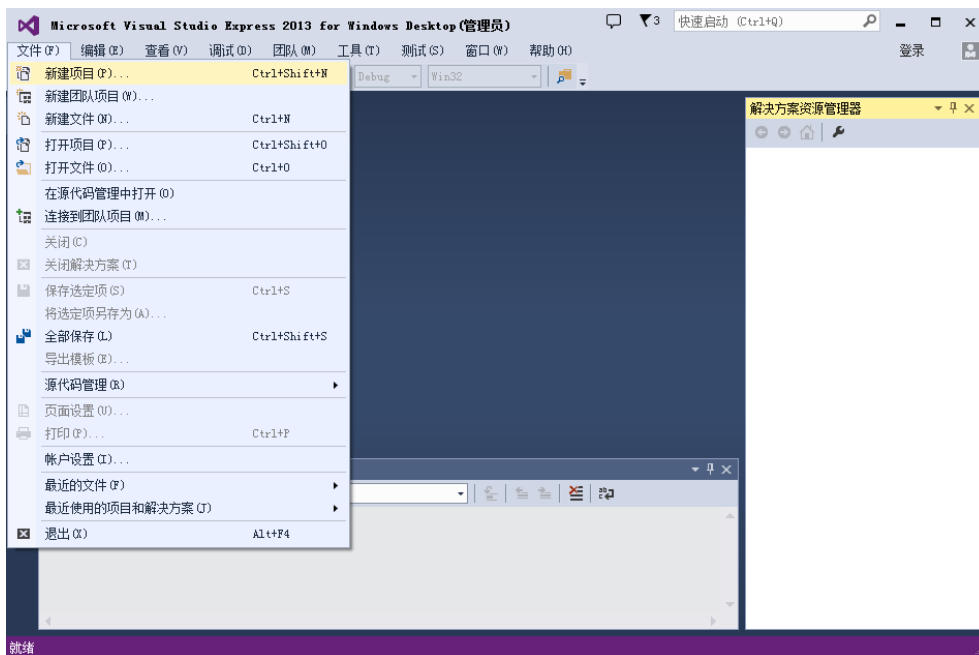 Microsoft Visual Studio Express 2013 for Windows Desktop(管理员)
3
快速启动 (Ctrl+Q)
文件(F) 编辑(E) 查看(V) 调试(D) 团队(M) 工具(T) 测试(S) 窗口(W) 帮助(H)
登录
新建项目(P)... Ctrl+Shift+N
Debug Win32
新建团队项目(W)...
新建文件(N)... Ctrl+N
解决方案资源管理器
打开项目(P)... Ctrl+Shift+O
打开文件(O)... Ctrl+O
在源代码管理中打开(O)
连接到团队项目(M)...
关闭(C)
关闭解决方案(T)
保存选定项(S) Ctrl+S
将选定项另存为(A)...
全部保存(L) Ctrl+Shift+S
导出模板(E)...
源代码管理(R)
页面设置(U)...
打印(P)... Ctrl+P
帐户设置(I)...
最近的文件(F)
最近使用的项目和解决方案(J)
退出(X) Alt+F4
就绪